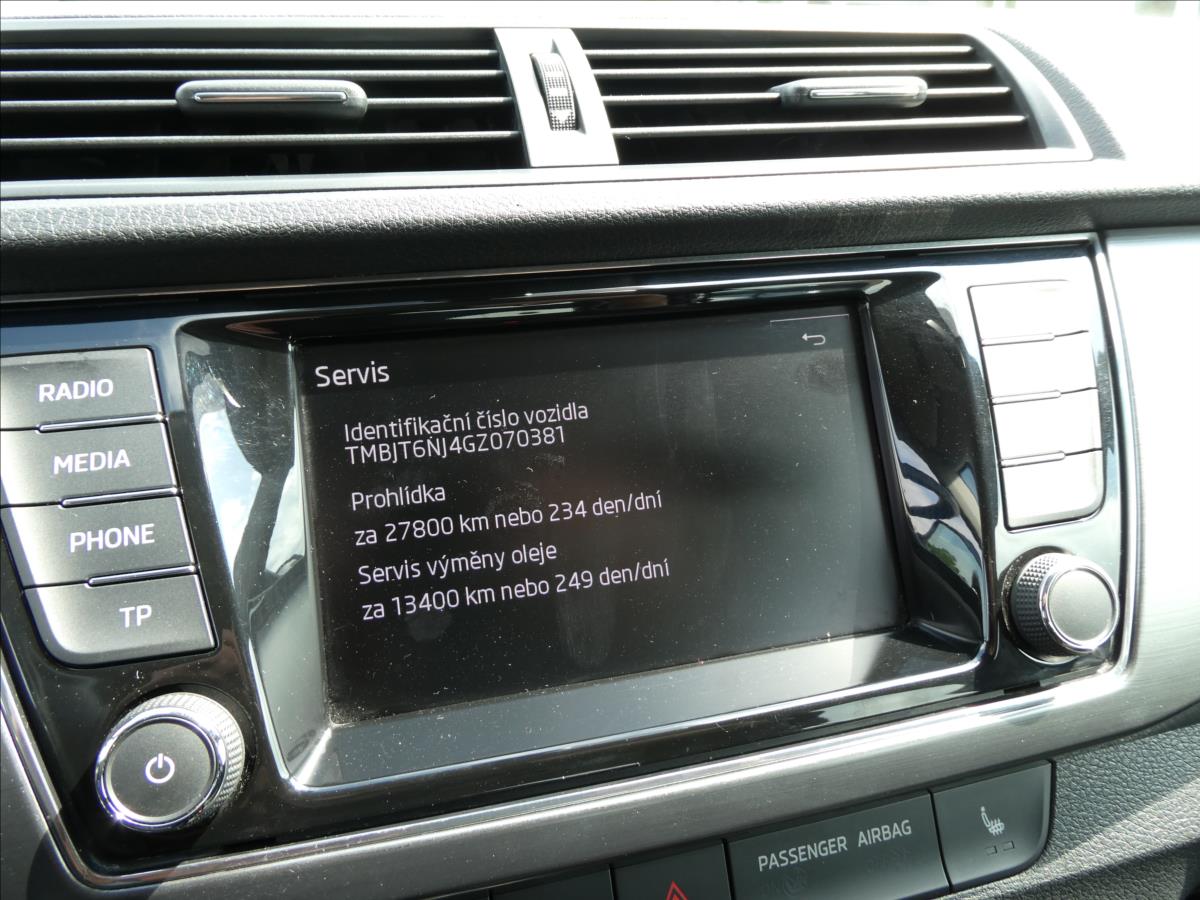 Servis
Identifikační číslo vozidla
TMBJT6NJ4GZ070381
Prohlídka
za 27800 km nebo 234 den/dní
Servis výměny oleje
za 13400 km nebo 249 den/dní
RADIO
MEDIA
PHONE
TP
PASSENGER AIRBAG